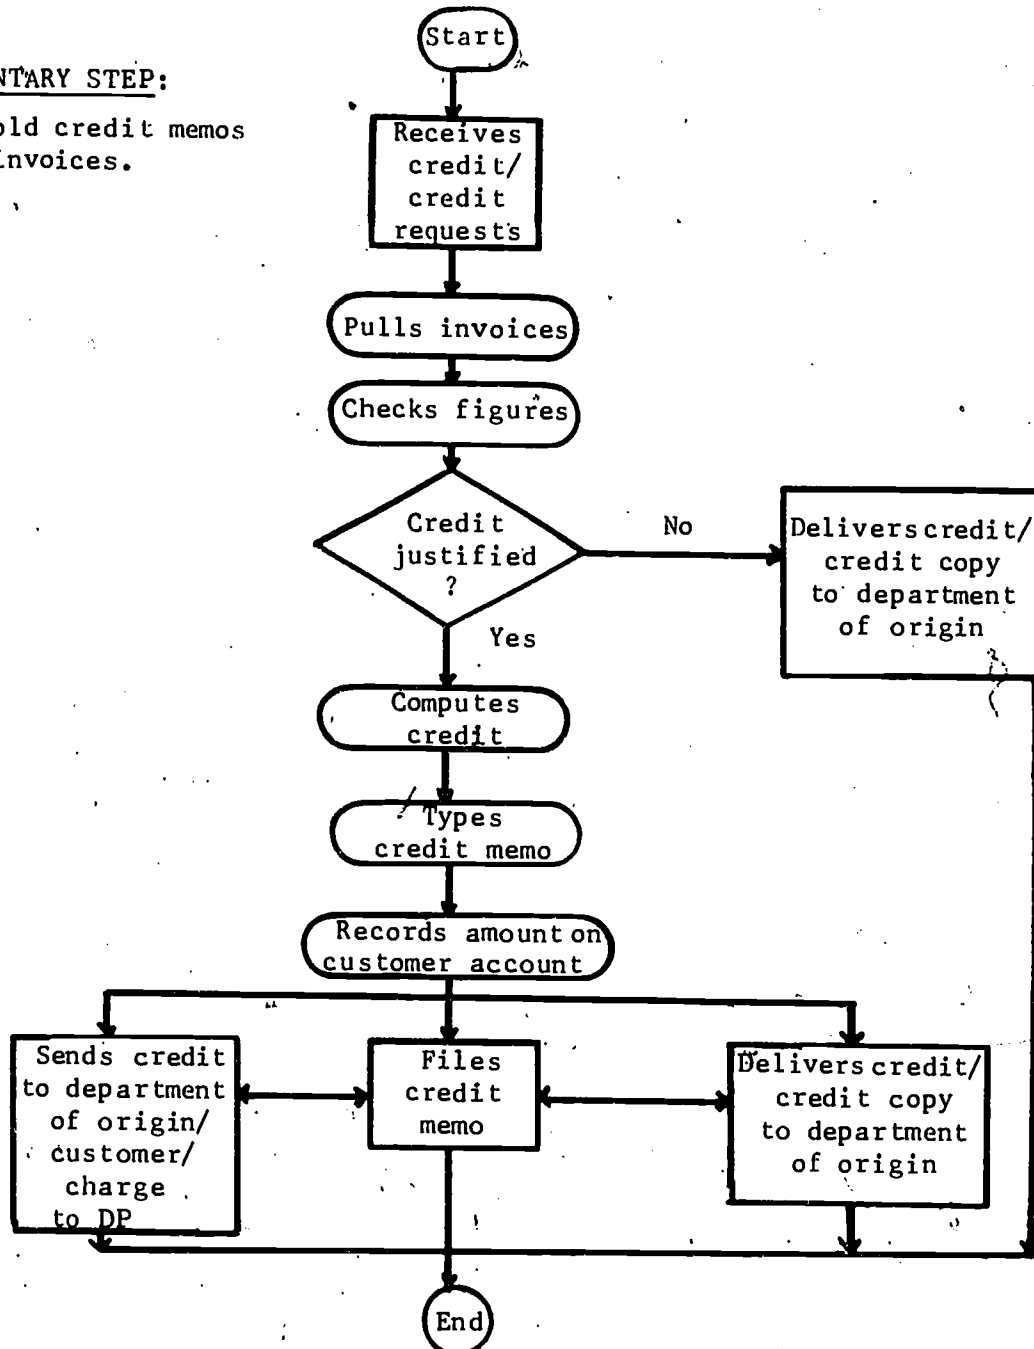 Start
NTARY STEP:
old credit memos
invoices.
Receives
credit/
credit
requests
Pulls invoices
Checks figures
Credit
justified
?
No
Delivers credit/
credit copy
to department
of origin
Yes
Computes
credit
Types
credit memo
Records amount on
customer account
Sends credit
to department
of origin/
customer/
charge
to DP
Files
credit
memo
Delivers credit/
credit copy
to department
of origin
End